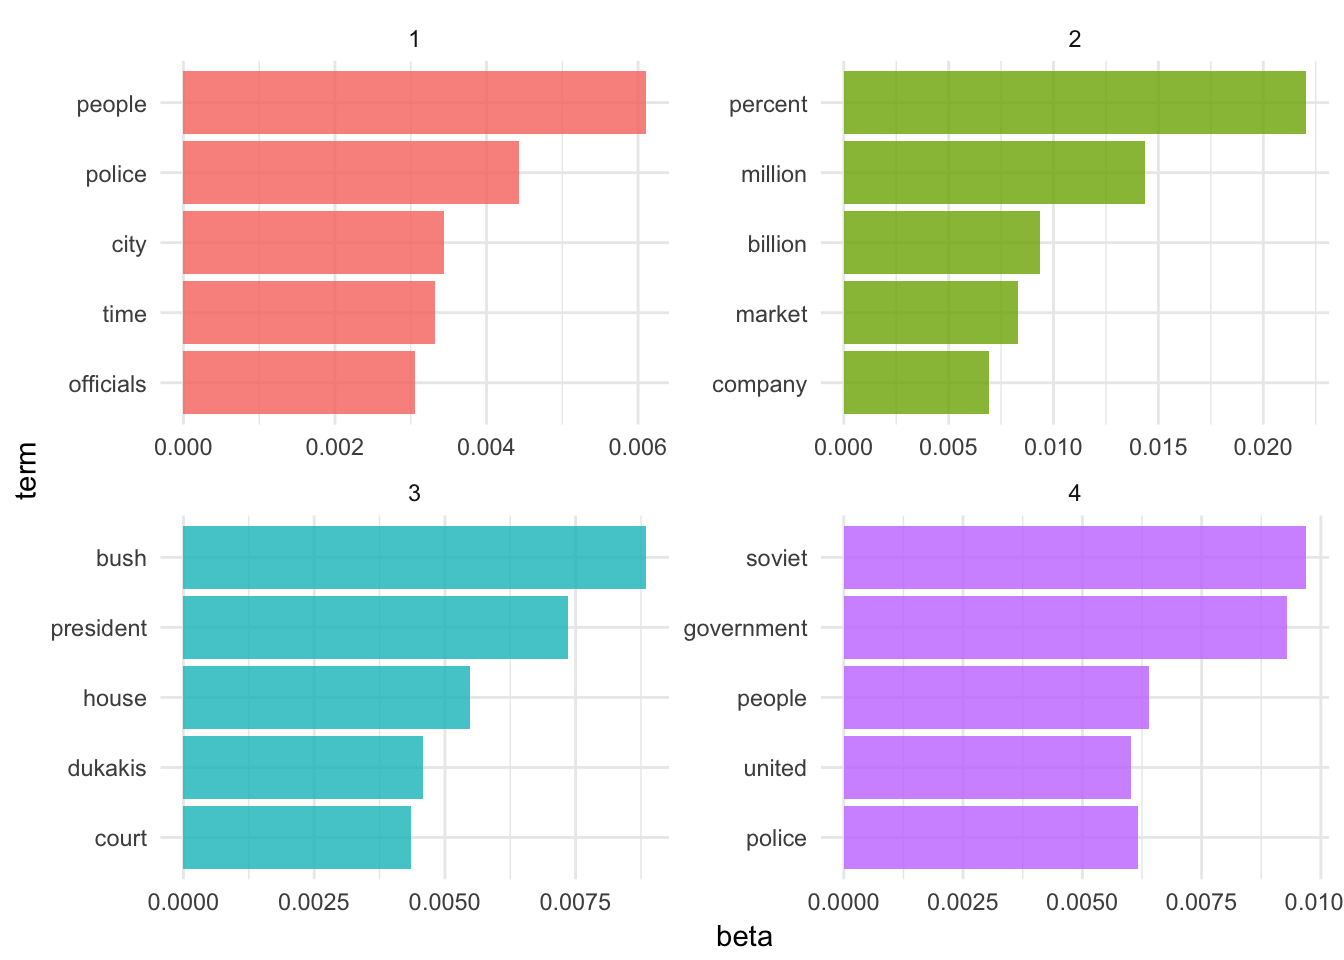 1
people
police
city
time
officials
0.000 0.002 0.004 0.006
2
percent
million
billion
market
company
0.000 0.005 0.010 0.015 0.020
term
3
bush
president
house
dukakis
court
0.0000 0.0025 0.0050 0.0075
4
soviet
government
people
united
police
0.0000 0.0025 0.0050 0.0075 0.010
beta